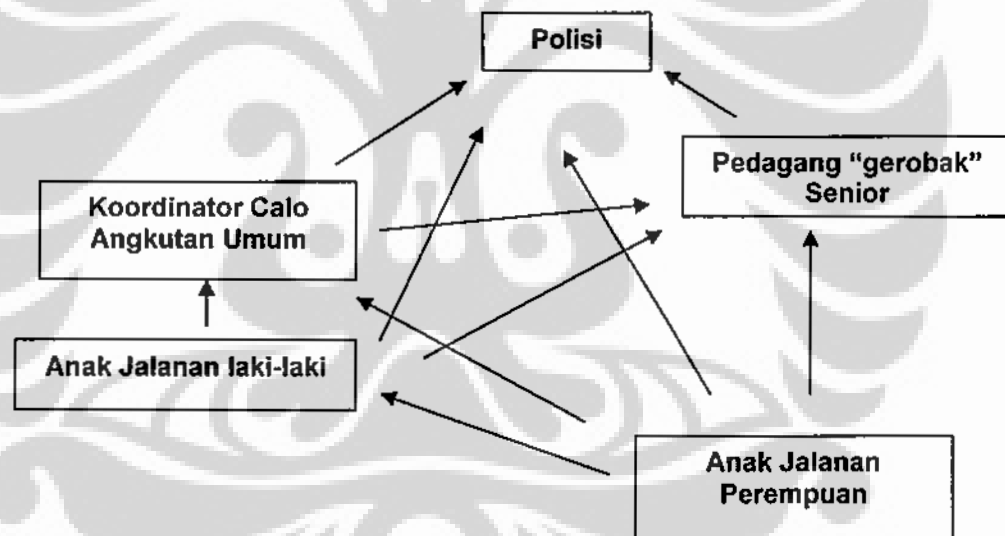 Polisi
Pedagang “gerobak”
Senior
Koordinator Calo
Angkutan Umum
Anak Jalanan laki-laki
Anak Jalanan
Perempuan